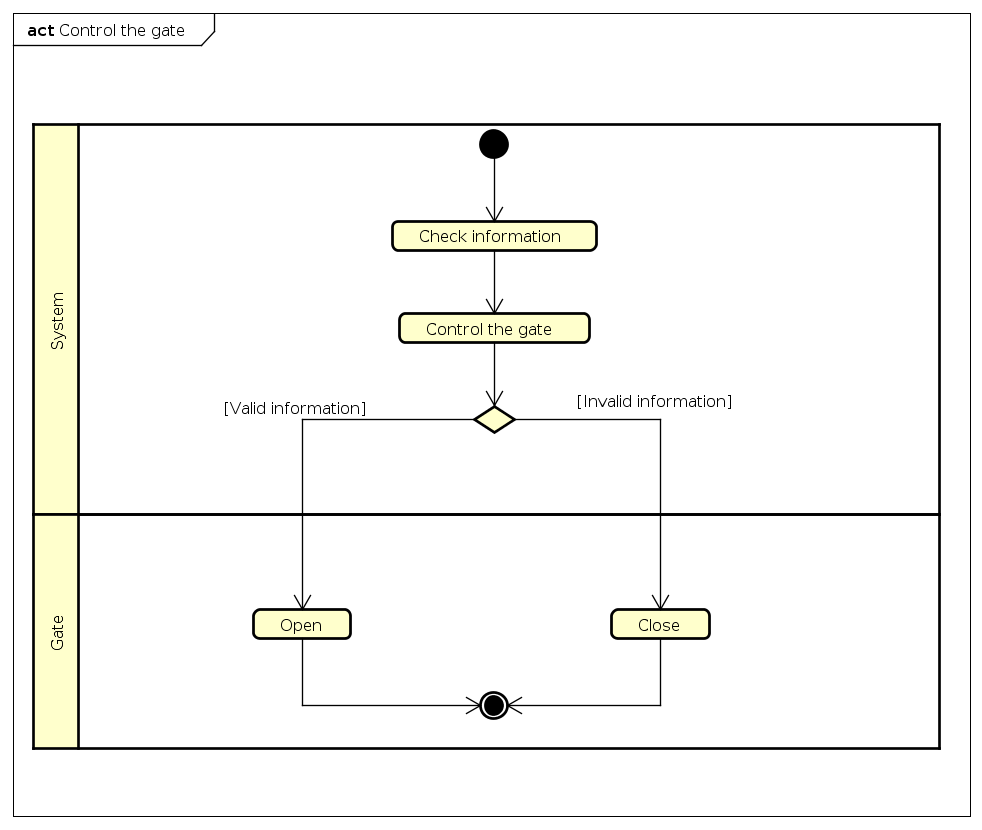 act Control the gate
System
Check information
Control the gate
[Valid information]
[Invalid information]
Gate
Open
Close